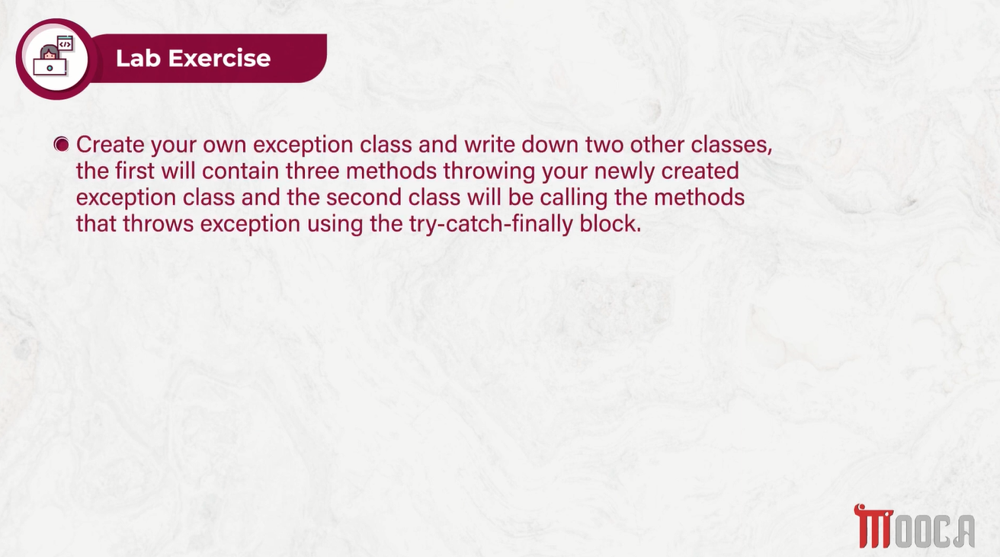 Lab Exercise
Create your own exception class and write down two other classes,
the first will contain three methods throwing your newly created
exception class and the second class will be calling the methods
that throws exception using the try-catch-finally block.
MOOCA